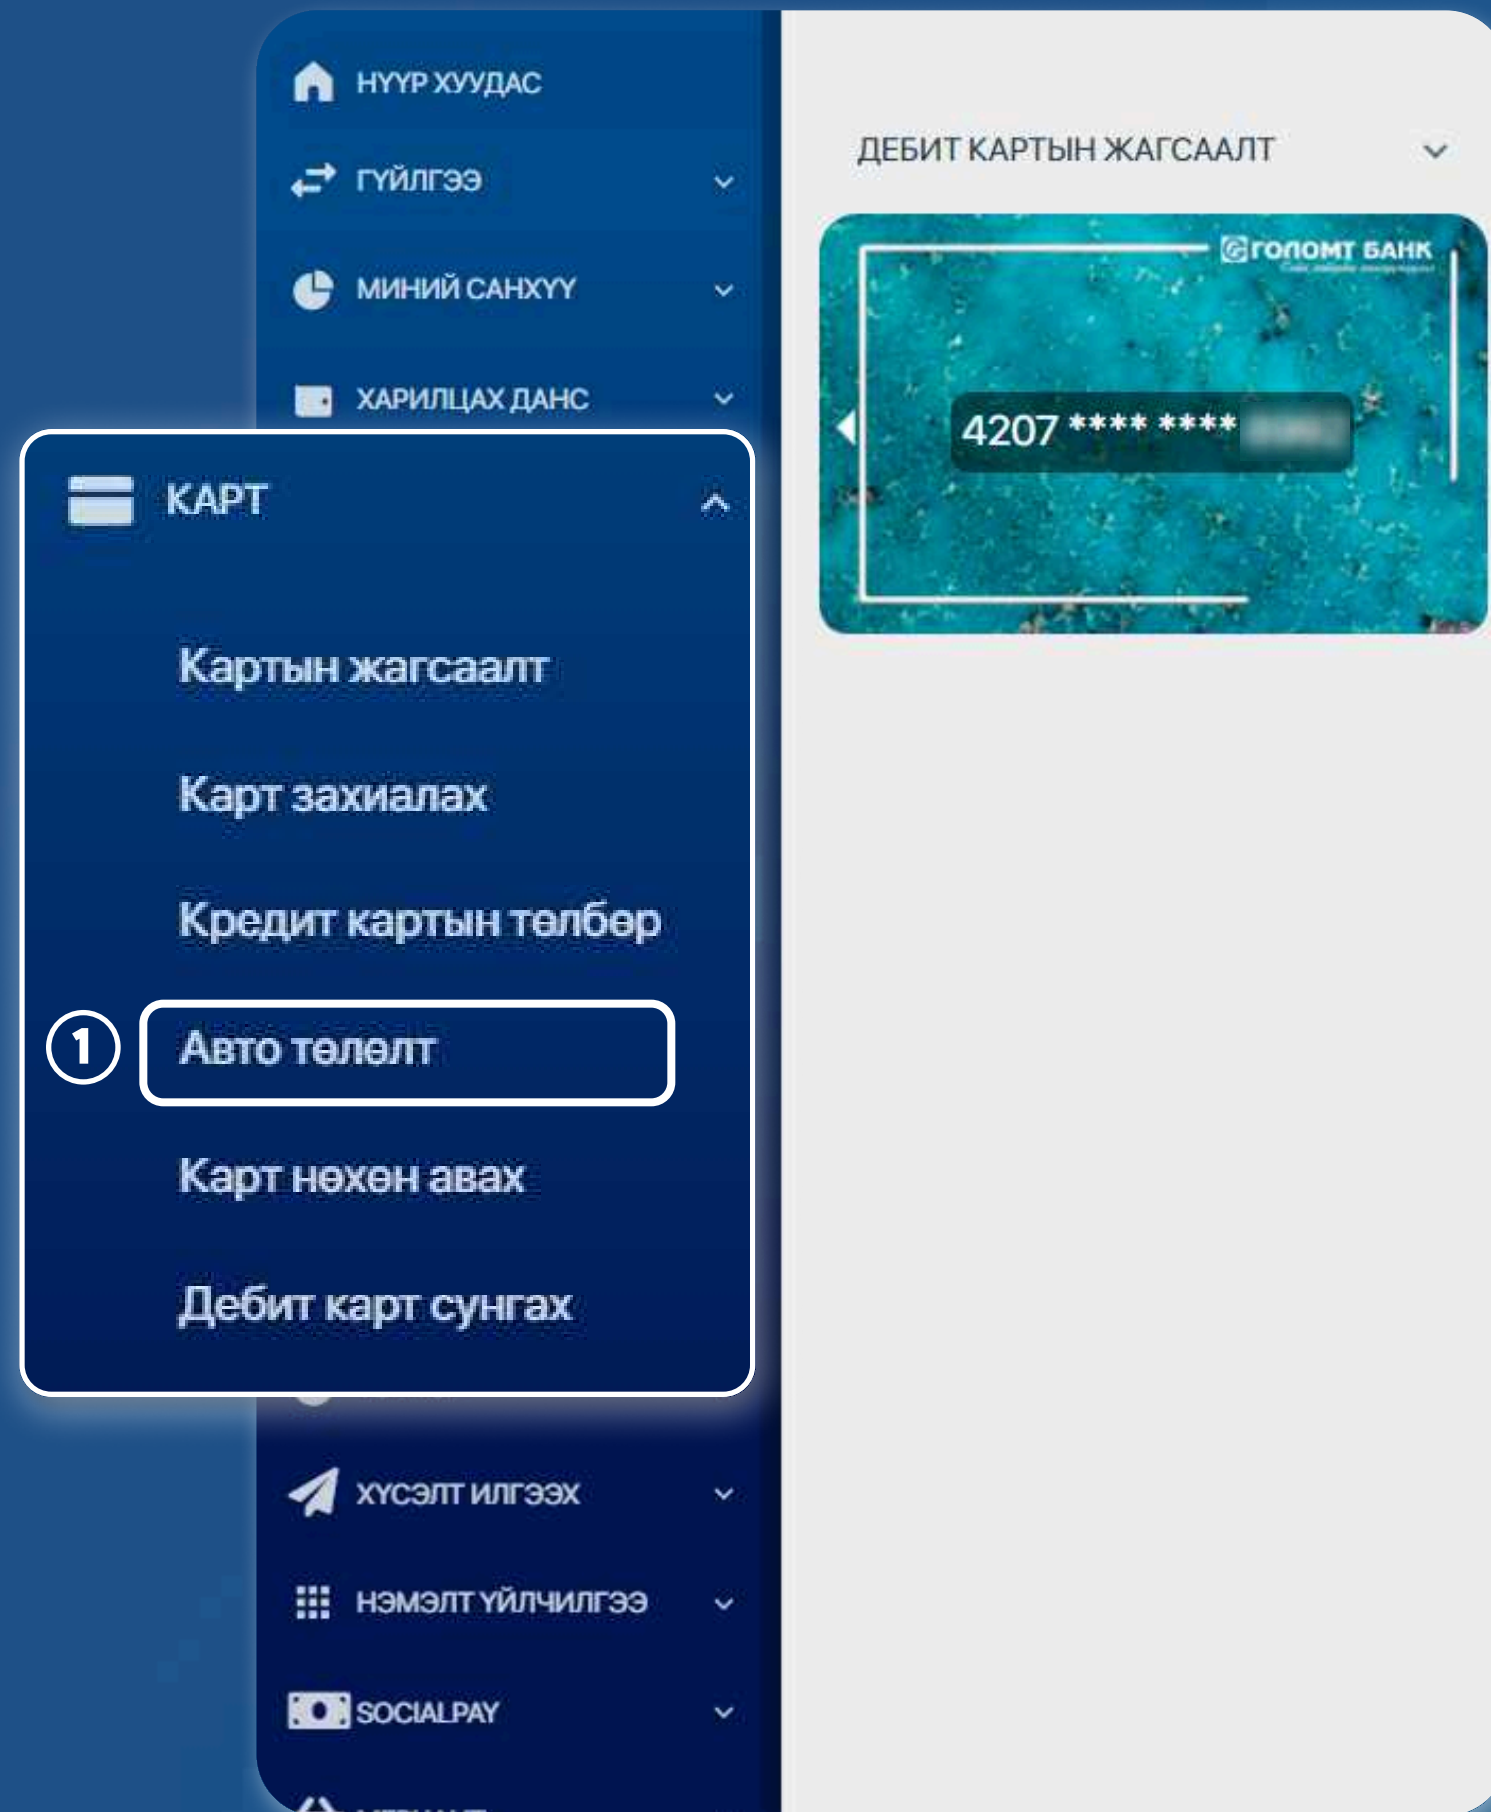 НҮҮР ХУУДАС
ГҮЙЛГЭЭ
МИНИЙ САНХҮҮ
ХАРИЛЦАХ ДАНС
КАРТ
Картын жагсаалт
Карт захиалах
Кредит картын төлбөр
1
Авто төлөлт
Карт нөхөн авах
Дебит карт сунгах
ХҮСЭЛТ ИЛГЭЭХ
НЭМЭЛТ ҮЙЛЧИЛГЭЭ
SOCIALPAY
ДЕБИТ КАРТЫН ЖАГСААЛТ
ГОЛОМТ БАНК
4207 **** ****